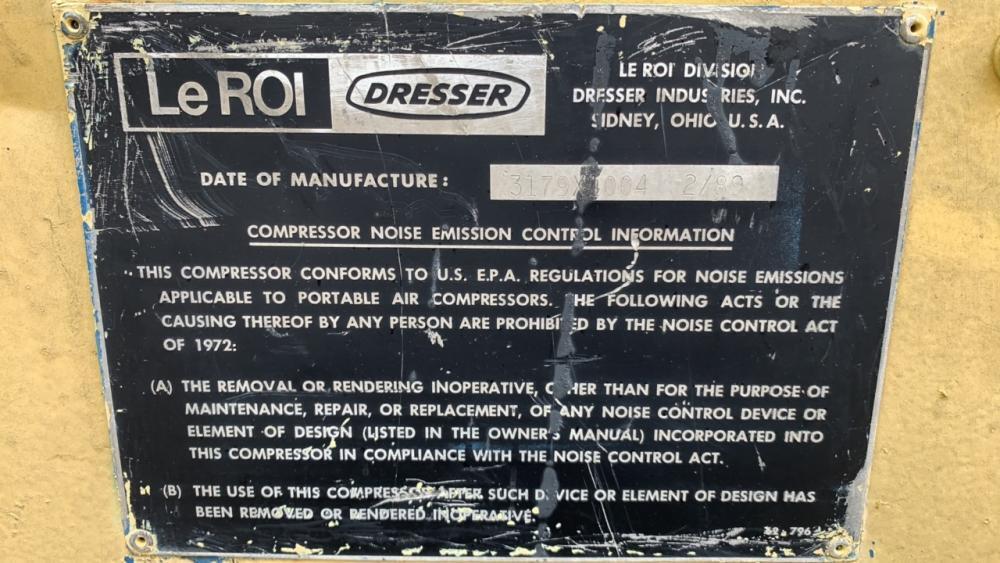 Le ROI
DRESSER
LE ROI DIVISION
DRESSER INDUSTRIES, INC.
SIDNEY, OHIO U.S.A.
DATE OF MANUFACTURE: 2/89
COMPRESSOR NOISE EMISSION CONTROL INFORMATION
THIS COMPRESSOR CONFORMS TO U.S. E.P.A. REGULATIONS FOR NOISE EMISSIONS
APPLICABLE TO PORTABLE AIR COMPRESSORS. THE FOLLOWING ACTS OR THE
CAUSING THEREOF BY ANY PERSON ARE PROHIBITED BY THE NOISE CONTROL ACT
OF 1972:
(A) THE REMOVAL OR RENDERING INOPERATIVE, OTHER THAN FOR THE PURPOSE OF
MAINTENANCE, REPAIR, OR REPLACEMENT, OF ANY NOISE CONTROL DEVICE OR
ELEMENT OF DESIGN (LISTED IN THE OWNERS MANUAL) INCORPORATED INTO
THIS COMPRESSOR IN COMPLIANCE WITH THE NOISE CONTROL ACT.
(B) THE USE OF THIS COMPRESSOR AFTER SUCH DEVICE OR ELEMENT OF DESIGN HAS
BEEN REMOVED OR RENDERED INOPERATIVE.